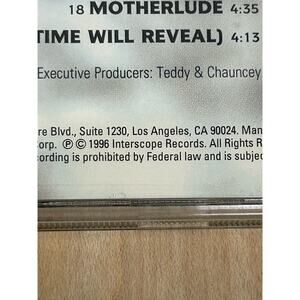 18 MOTHERLUDE 4:35
(TIME WILL REVEAL) 4:13
Executive Producers: Teddy & Chauncey
re Blvd., Suite 1230, Los Angeles, CA 90024. Man
Corp. ℗ © 1996 Interscope Records. All Rights R
cording is prohibited by Federal law and is subjec